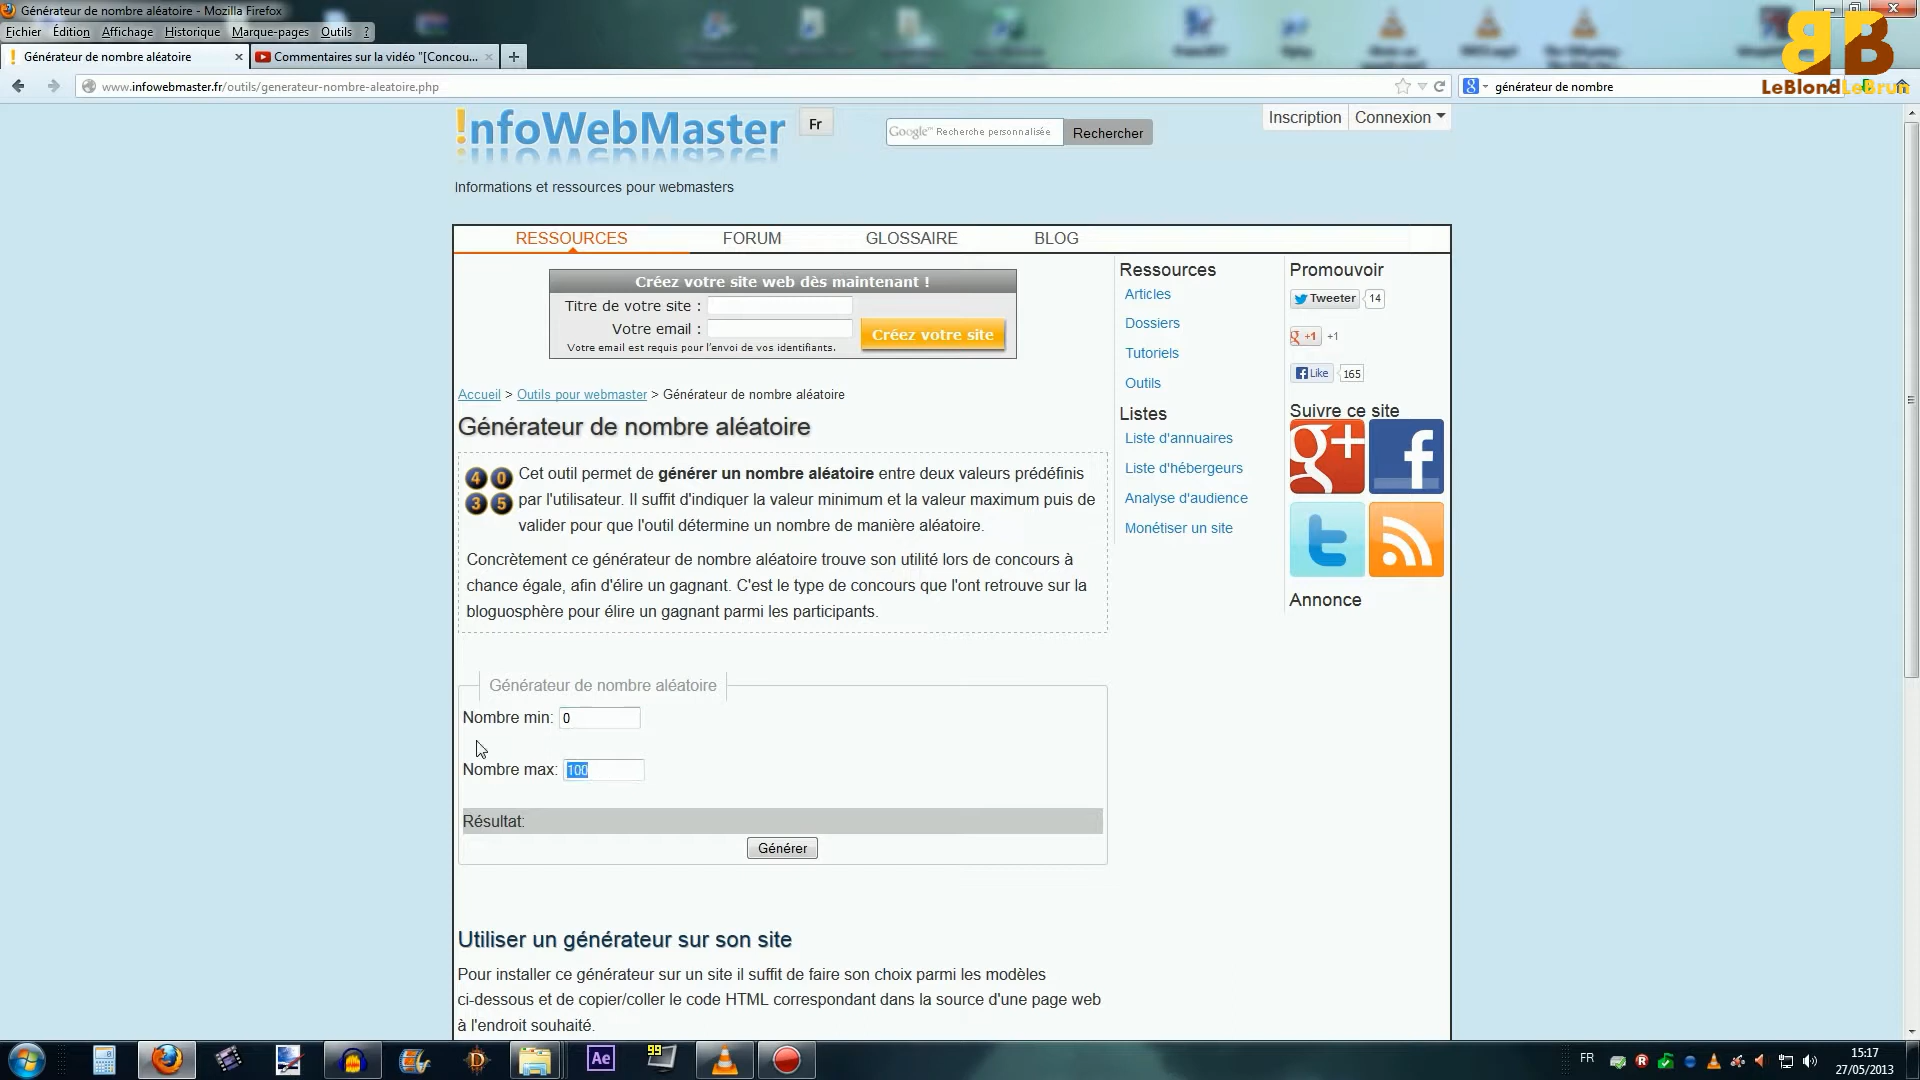 Générateur de nombre aléatoire - Mozilla Firefox
Fichier Édition Affichage Historique Marque-pages Outils ?
Générateur de nombre aléatoire
Commentaires sur la vidéo "[Concou...
www.infowebmaster.fr/outils/generateur-nombre-aleatoire.php
générateur de nombre
BB
LeBlondLeBrun
!nfoWebMaster
Fr
Google™ Recherche personnalisée
Rechercher
Inscription
Connexion
Informations et ressources pour webmasters
RESSOURCES FORUM GLOSSAIRE BLOG
Créez votre site web dès maintenant !
Titre de votre site :
Votre email :
Créez votre site
Votre email est requis pour l'envoi de vos identifiants.
Accueil > Outils pour webmaster > Générateur de nombre aléatoire
Générateur de nombre aléatoire
4 0
3 5
Cet outil permet de générer un nombre aléatoire entre deux valeurs prédéfinis
par l'utilisateur. Il suffit d'indiquer la valeur minimum et la valeur maximum puis de
valider pour que l'outil détermine un nombre de manière aléatoire.
Concrètement ce générateur de nombre aléatoire trouve son utilité lors de concours à
chance égale, afin d'élire un gagnant. C'est le type de concours que l'ont retrouve sur la
bloguosphère pour élire un gagnant parmi les participants.
Générateur de nombre aléatoire
Nombre min: 0
Nombre max: 100
Résultat:
Générer
Utiliser un générateur sur son site
Pour installer ce générateur sur un site il suffit de faire son choix parmi les modèles
ci-dessous et de copier/coller le code HTML correspondant dans la source d'une page web
à l'endroit souhaité.
Ressources
Articles
Dossiers
Tutoriels
Outils
Listes
Liste d'annuaires
Liste d'hébergeurs
Analyse d'audience
Monétiser un site
Promouvoir
Tweeter 14
+1 +1
Like 165
Suivre ce site
g+ f
t
Annonce
Ae
99
FR
15:17
27/05/2013